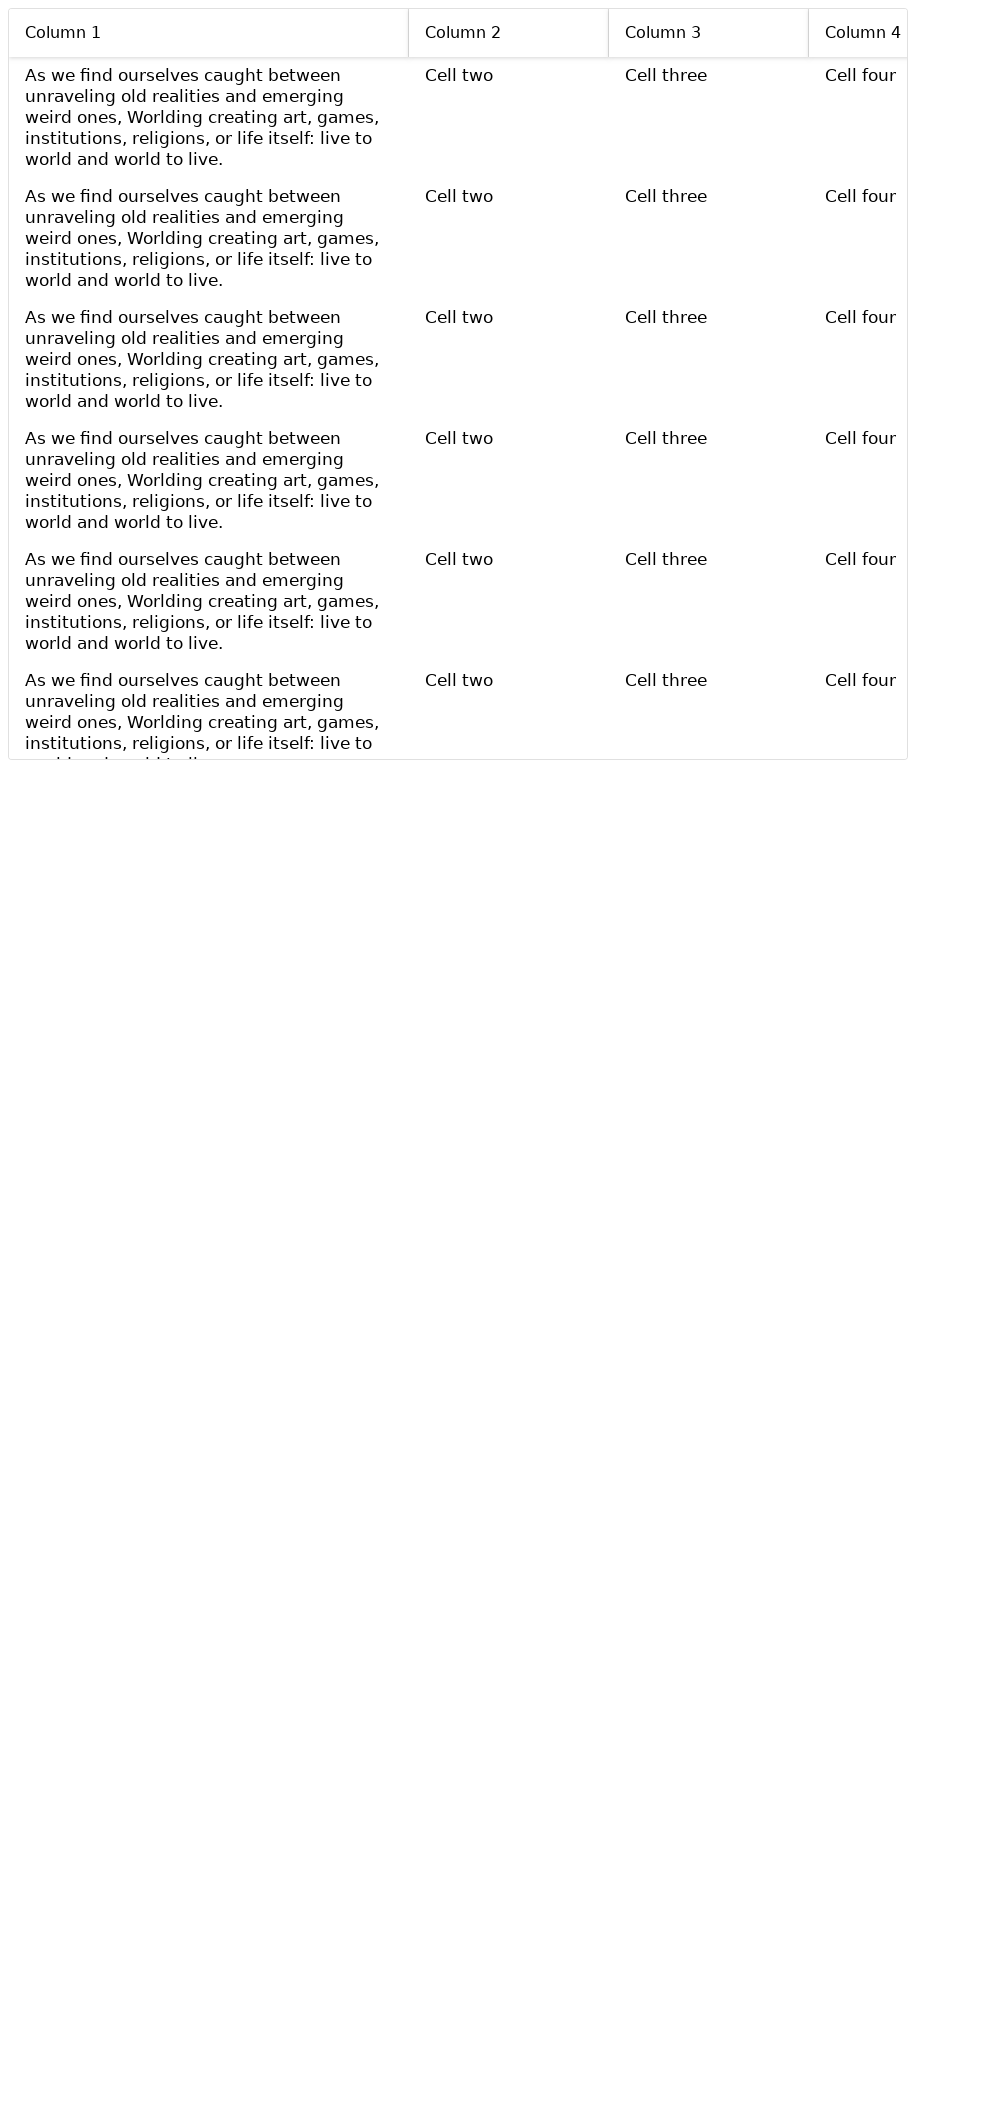 Column 1 Column 2 Column 3 Column 4
As we find ourselves caught between Cell two Cell three Cell four
unraveling old realities and emerging
weird ones, Worlding creating art, games,
institutions, religions, or life itself: live to
world and world to live.
As we find ourselves caught between Cell two Cell three Cell four
unraveling old realities and emerging
weird ones, Worlding creating art, games,
institutions, religions, or life itself: live to
world and world to live.
As we find ourselves caught between Cell two Cell three Cell four
unraveling old realities and emerging
weird ones, Worlding creating art, games,
institutions, religions, or life itself: live to
world and world to live.
As we find ourselves caught between Cell two Cell three Cell four
unraveling old realities and emerging
weird ones, Worlding creating art, games,
institutions, religions, or life itself: live to
world and world to live.
As we find ourselves caught between Cell two Cell three Cell four
unraveling old realities and emerging
weird ones, Worlding creating art, games,
institutions, religions, or life itself: live to
world and world to live.
As we find ourselves caught between Cell two Cell three Cell four
unraveling old realities and emerging
weird ones, Worlding creating art, games,
institutions, religions, or life itself: live to